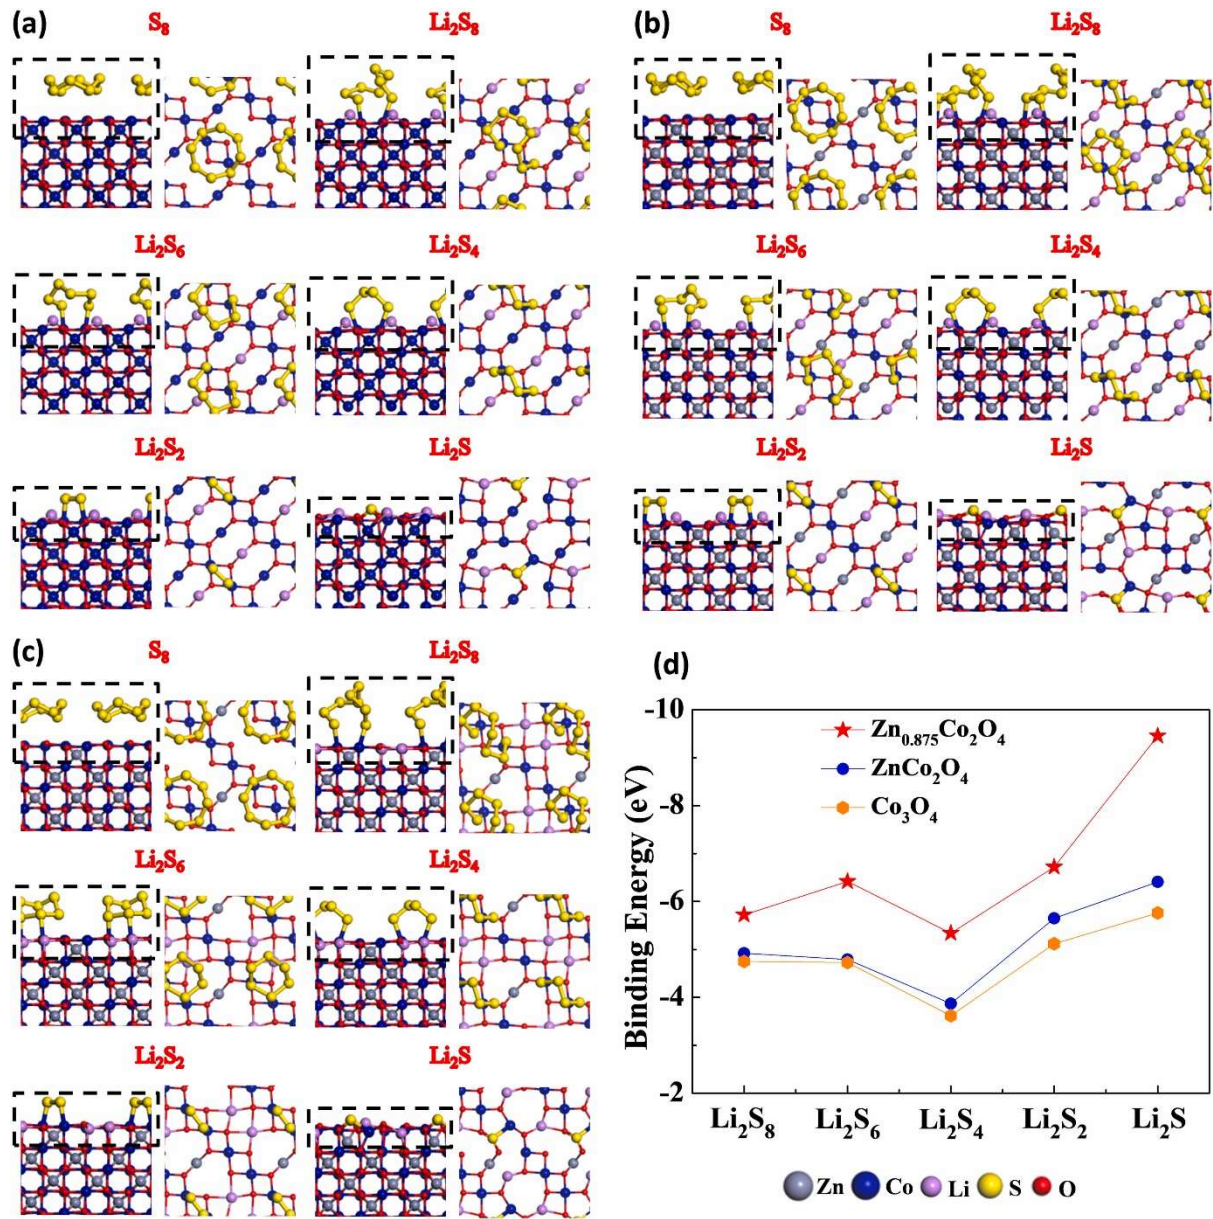 (a)
S₈
Li₂S₈
Li₂S₆
Li₂S₄
Li₂S₂
Li₂S
(b)
S₈
Li₂S₈
Li₂S₆
Li₂S₄
Li₂S₂
Li₂S
(c)
S₈
Li₂S₈
Li₂S₆
Li₂S₄
Li₂S₂
Li₂S
(d)
Binding Energy (eV)
-10
-8
-6
-4
-2
Zn₀.₈₇₅Co₂O₄
ZnCo₂O₄
Co₃O₄
Li₂S₈ Li₂S₆ Li₂S₄ Li₂S₂ Li₂S
Zn Co Li S O